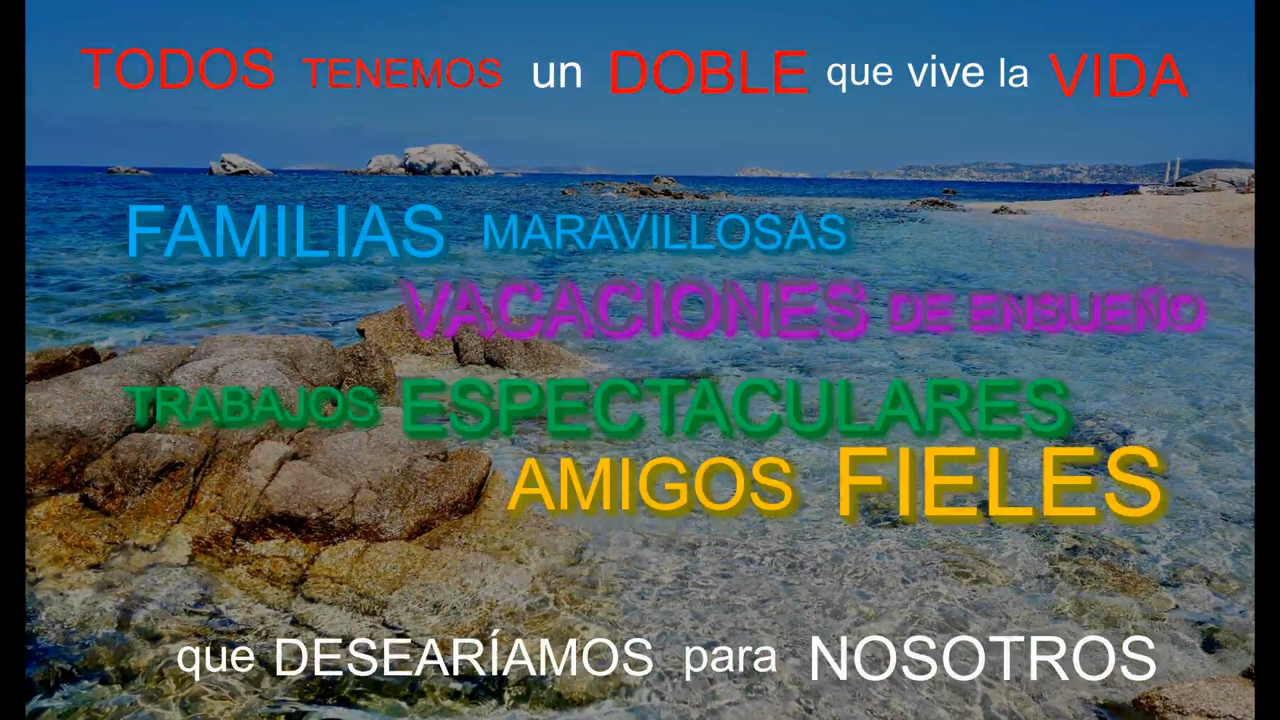 TODOS TENEMOS un DOBLE que vive la VIDA
FAMILIAS MARAVILLOSAS
VACACIONES DE ENSUEÑO
TRABAJOS ESPECTACULARES
AMIGOS FIELES
que DESEARÍAMOS para NOSOTROS